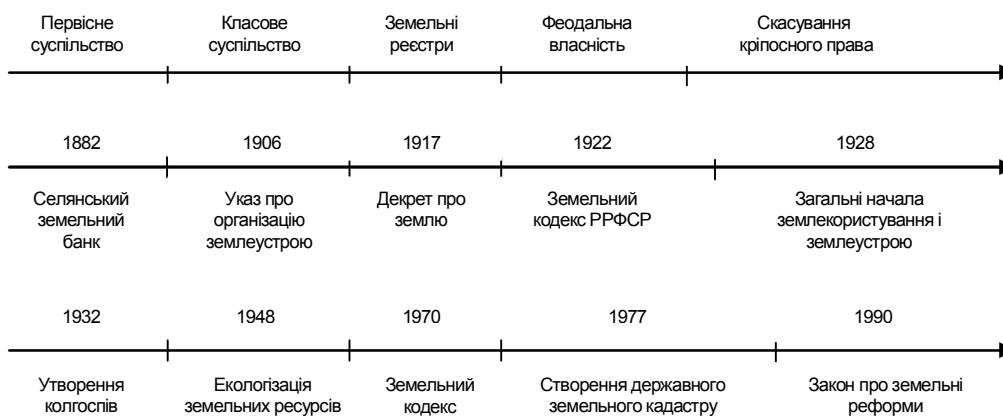 Первісне Класове Земельні Феодальна Скасування
суспільство суспільство реєстри власність кріпосного права
1882 1906 1917 1922 1928
Селянський Указ про Декрет про Земельний Загальні начала
земельний організацію землю кодекс РРФСР землекористування і
банк землеустрою землеустрою
1932 1948 1970 1977 1990
Утворення Екологізація Земельний Створення державного Закон про земельні
колгоспів земельних ресурсів кодекс земельного кадастру реформи